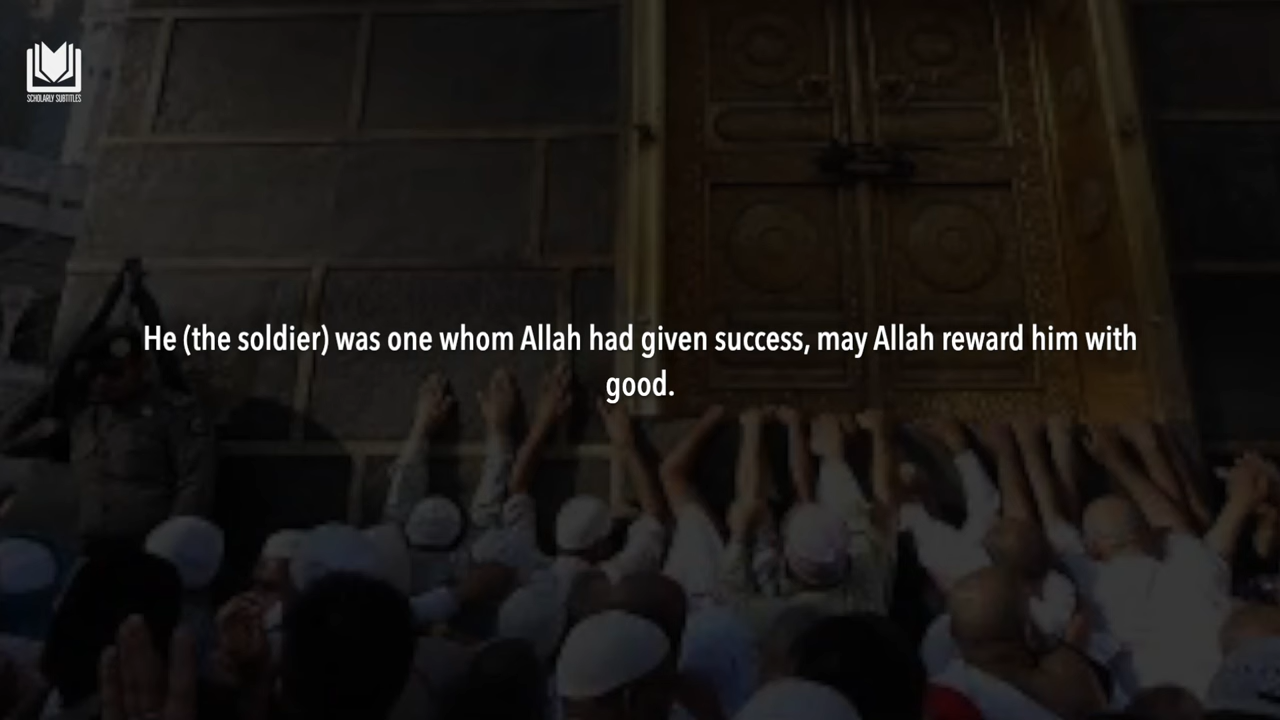 SCHOLARLY SUBTITLES
He (the soldier) was one whom Allah had given success, may Allah reward him with
good.